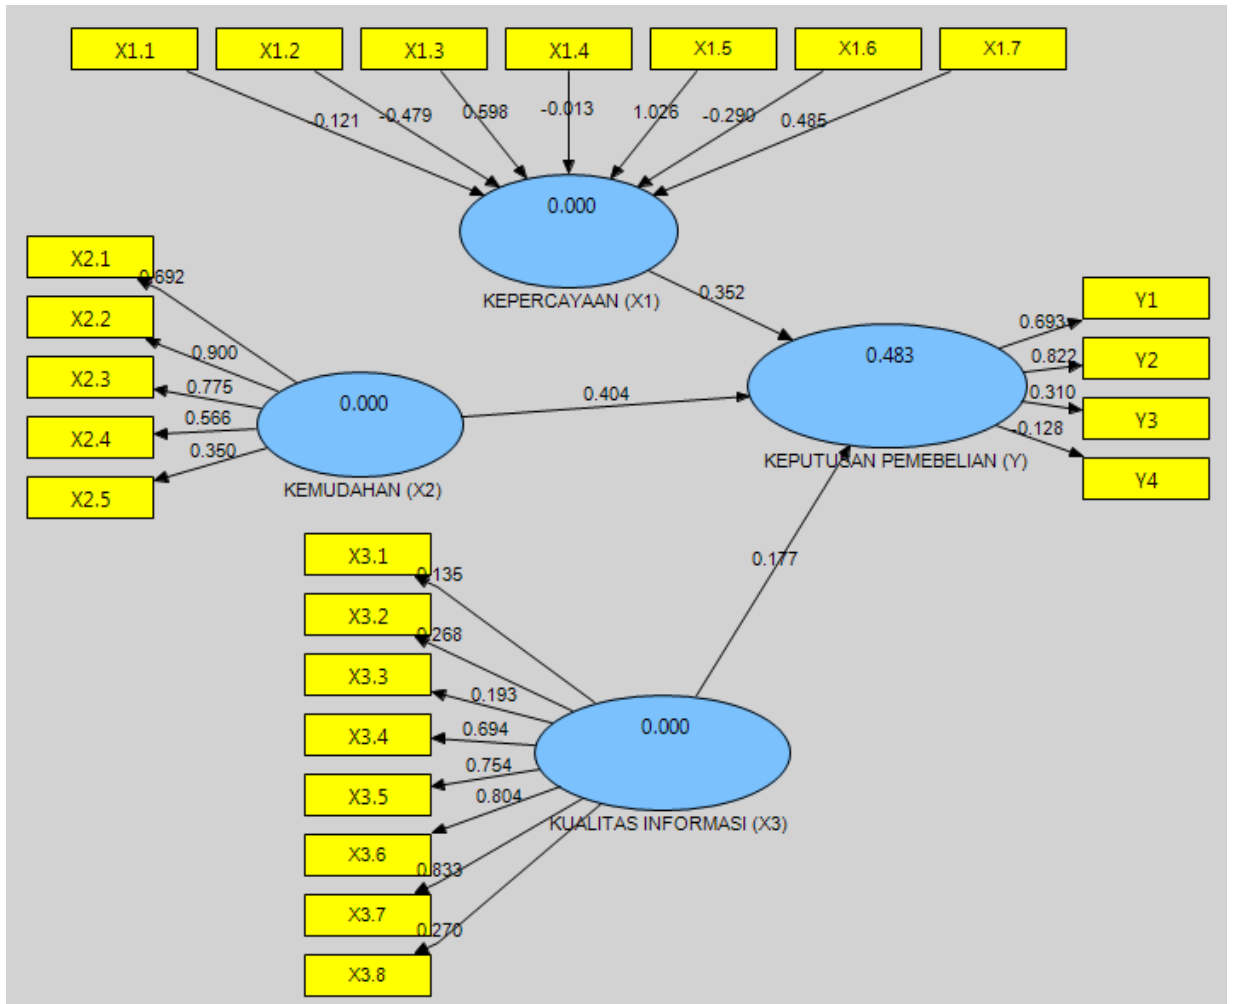 X1.1 X1.2 X1.3 X1.4 X1.5 X1.6 X1.7
-0.121 -0.479 0.598 -0.013 1.026 -0.290 0.485
0.000
KEPERCAYAAN (X1)
0.352
X2.1
0.692
X2.2
0.900
X2.3
0.775
X2.4
0.566
X2.5
0.350
0.000
KEMUDAHAN (X2)
0.404
0.483
KEPUTUSAN PEMEBELIAN (Y)
Y1
0.693
Y2
0.822
Y3
0.310
Y4
-0.128
0.177
X3.1
0.135
X3.2
0.268
X3.3
0.193
X3.4
0.694
X3.5
0.754
X3.6
0.804
X3.7
0.833
X3.8
0.270
0.000
KUALITAS INFORMASI (X3)